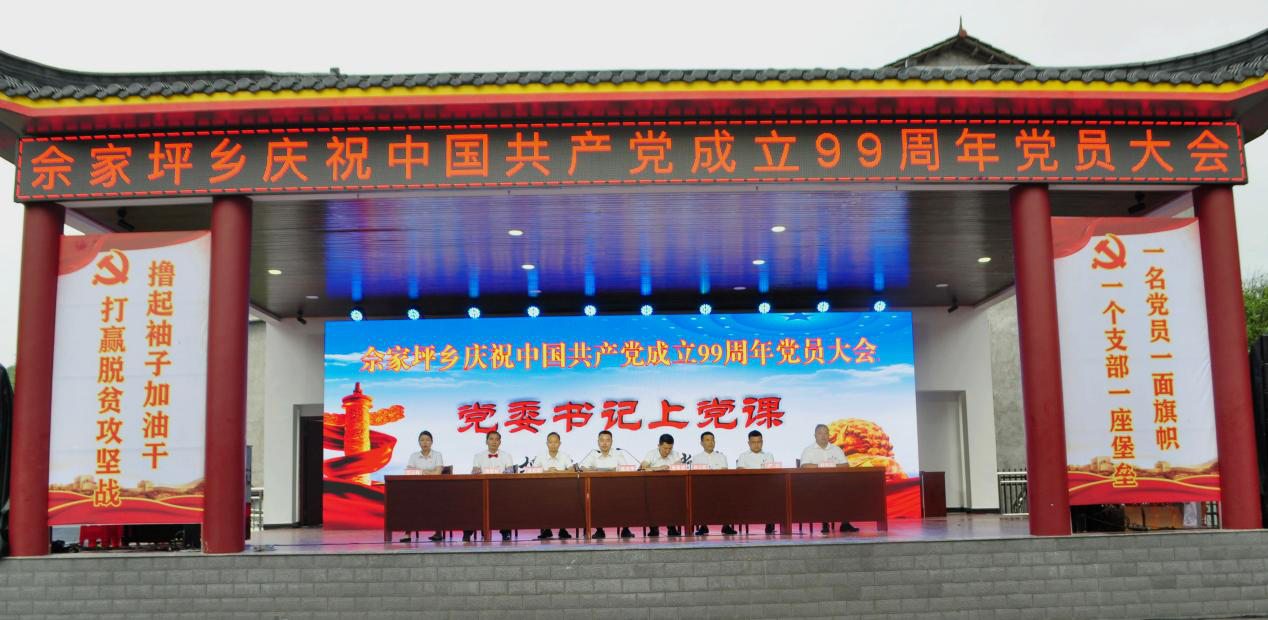 佘家坪乡庆祝中国共产党成立99周年党员大会
撸起袖子加油干
打赢脱贫攻坚战
佘家坪乡庆祝中国共产党成立99周年党员大会
党委书记上党课
一名党员一面旗帜
一个支部一座堡垒